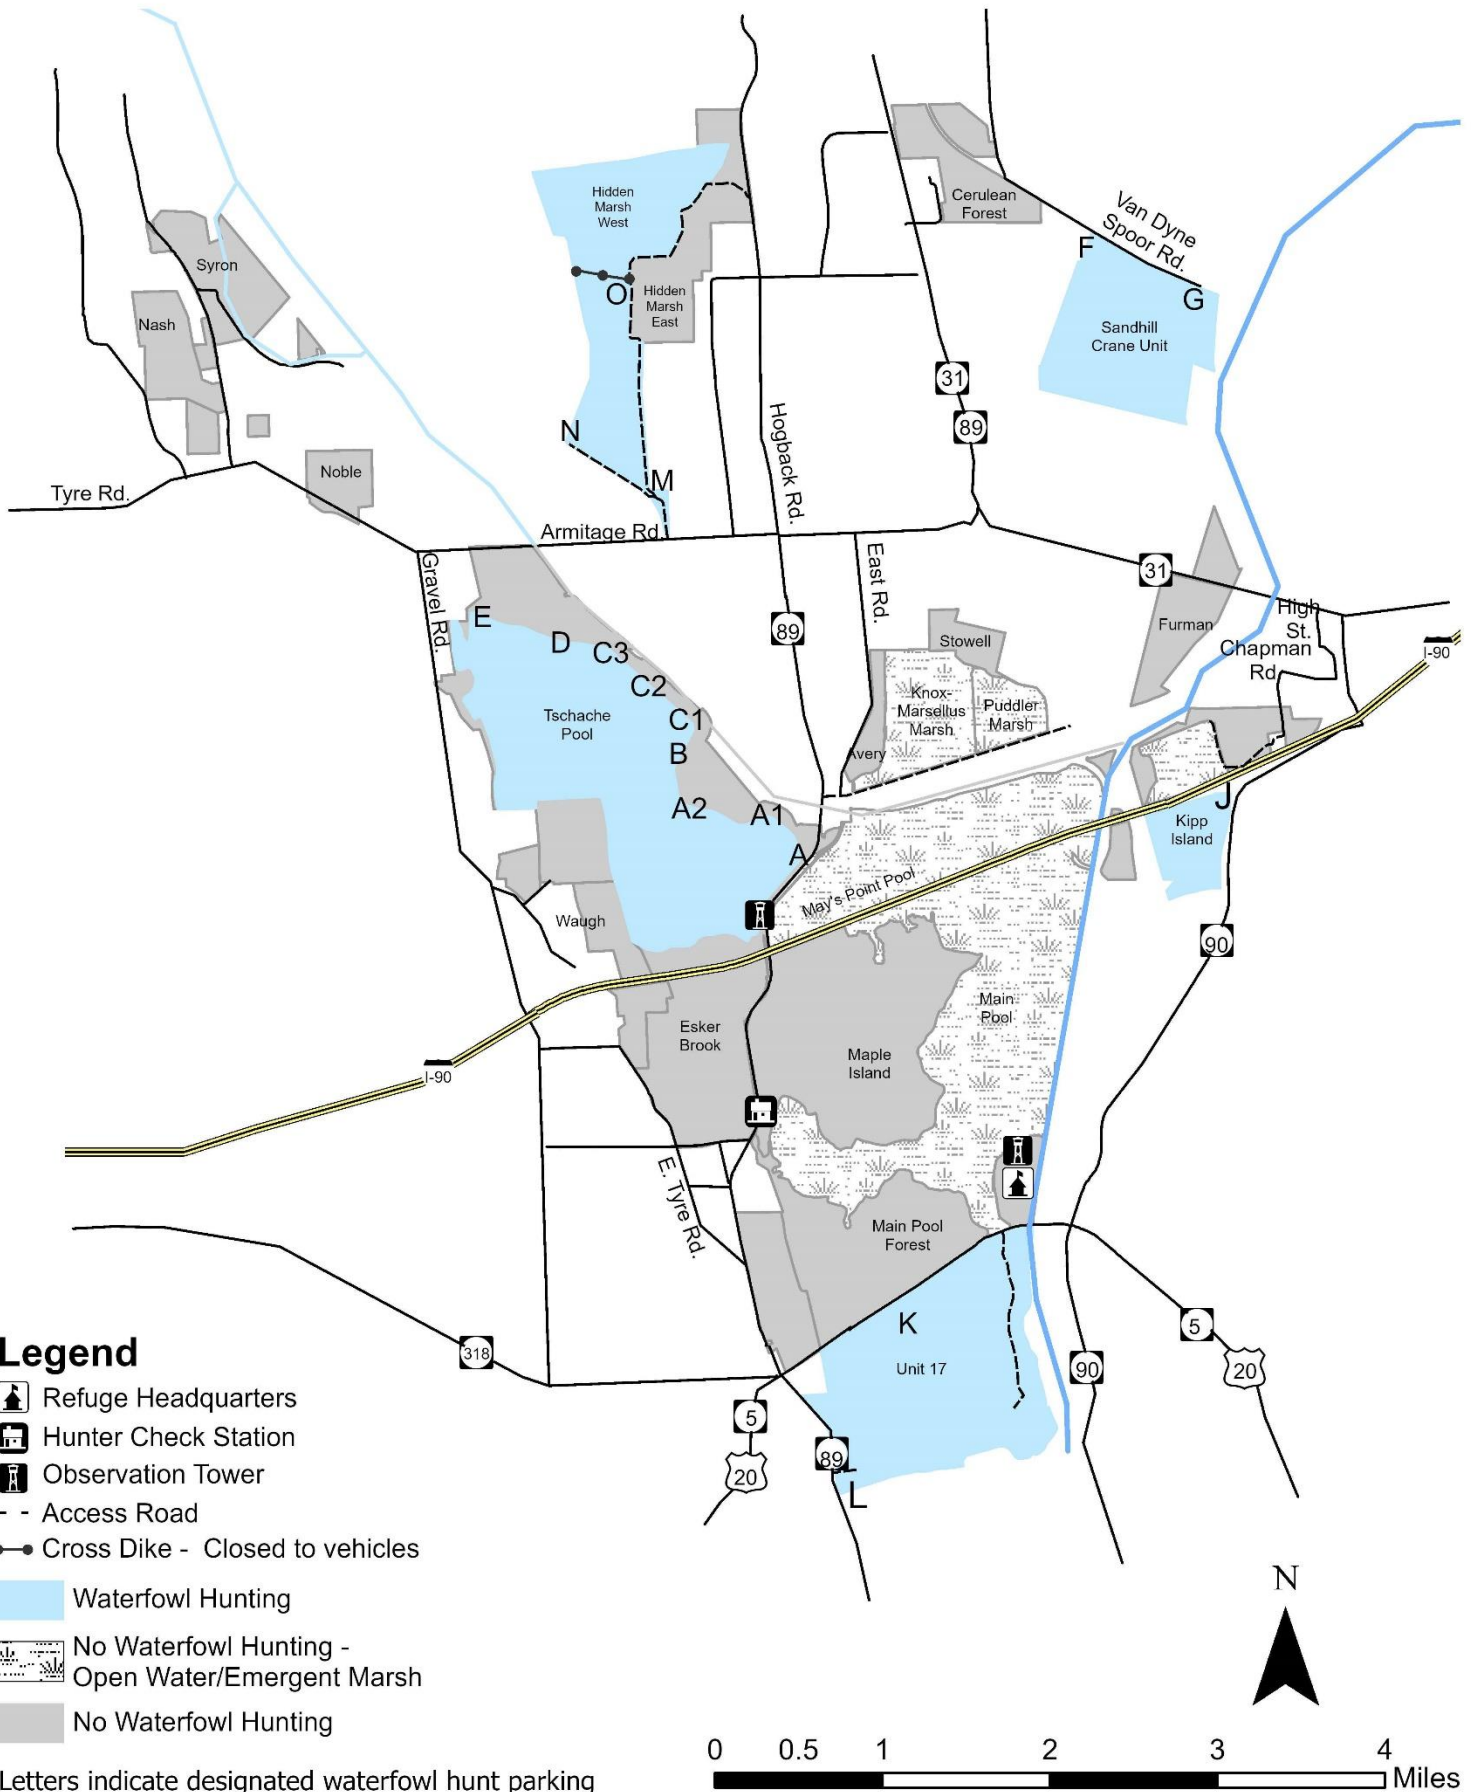 Hidden
Marsh
West
Cerulean
Forest
Van Dyne
Spoor Rd.
F
G
Syron
O
Hidden
Marsh
East
Nash
Sandhill
Crane Unit
31
89
Hogback Rd.
N
M
Noble
Tyre Rd.
Armitage Rd.
Gravel Rd.
East Rd.
31
E
D
C3
C2
C1
B
A2
A1
A
89
Stowell
Furman
High
St.
Chapman
Rd.
I-90
Knox-
Marsellus
Marsh
Puddler
Marsh
Avery
Tschache
Pool
J
Kipp
Island
May's Point Pool
Waugh
90
Main
Pool
Esker
Brook
Maple
Island
I-90
E. Tyre Rd.
Main Pool
Forest
K
Unit 17
318
5
20
90
5
20
89
L
Legend
Refuge Headquarters
Hunter Check Station
Observation Tower
Access Road
Cross Dike - Closed to vehicles
Waterfowl Hunting
No Waterfowl Hunting -
Open Water/Emergent Marsh
No Waterfowl Hunting
Letters indicate designated waterfowl hunt parking
N
0 0.5 1 2 3 4
Miles